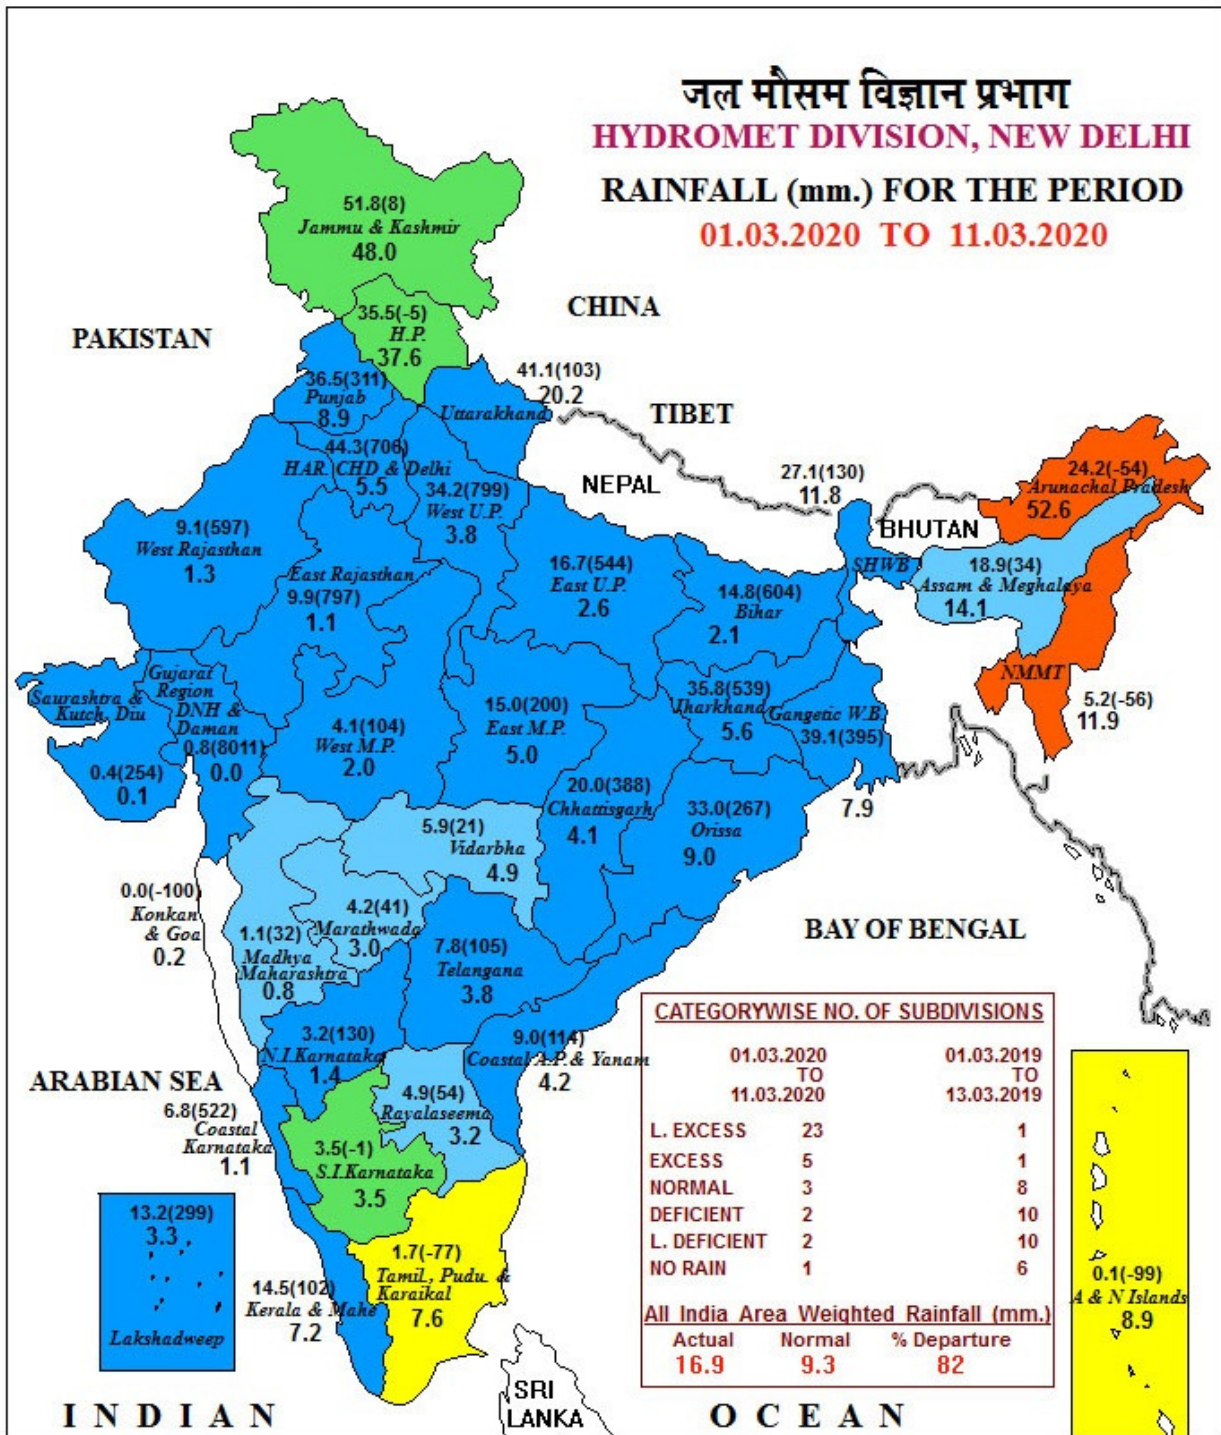 जल मौसम विज्ञान प्रभाग
HYDROMET DIVISION, NEW DELHI
RAINFALL (mm.) FOR THE PERIOD
01.03.2020 TO 11.03.2020
51.8(8)
Jammu & Kashmir
48.0
35.5(-5)
H.P.
37.6
CHINA
PAKISTAN
36.5(311)
Punjab
8.9
41.1(103)
20.2
Uttarakhand
TIBET
44.3(706)
HAR. CHD & Delhi
5.5
34.2(799)
West U.P.
3.8
NEPAL
27.1(130)
11.8
SHWB
BHUTAN
24.2(-54)
Arunachal Pradesh
52.6
9.1(597)
West Rajasthan
1.3
East Rajasthan
9.9(797)
1.1
16.7(544)
East U.P.
2.6
14.8(604)
Bihar
2.1
18.9(34)
Assam & Meghalaya
14.1
NMMT
5.2(-56)
11.9
Saurashtra &
Kutch, Diu
0.4(254)
0.1
Gujarat
Region
DNH &
Daman
0.8(8011)
0.0
4.1(104)
West M.P.
2.0
15.0(200)
East M.P.
5.0
35.8(539)
Jharkhand
5.6
Gangetic W.B.
39.1(395)
7.9
20.0(388)
Chhattisgarh
4.1
33.0(267)
Orissa
9.0
5.9(21)
Vidarbha
4.9
0.0(-100)
Konkan
& Goa
0.2
4.2(41)
Marathwada
3.0
1.1(32)
Madhya
Maharashtra
0.8
7.8(105)
Telangana
3.8
BAY OF BENGAL
3.2(130)
N.I.Karnataka
1.4
9.0(114)
Coastal A.P.& Yanam
4.2
ARABIAN SEA
6.8(522)
Coastal
Karnataka
1.1
4.9(54)
Rayalaseema
3.2
3.5(-1)
S.I.Karnataka
3.5
13.2(299)
3.3
Lakshadweep
14.5(102)
Kerala & Mahe
7.2
1.7(-77)
Tamil., Pudu. &
Karaikal
7.6
CATEGORYWISE NO. OF SUBDIVISIONS
01.03.2020 01.03.2019
TO TO
11.03.2020 13.03.2019
L. EXCESS 23 1
EXCESS 5 1
NORMAL 3 8
DEFICIENT 2 10
L. DEFICIENT 2 10
NO RAIN 1 6
All India Area Weighted Rainfall (mm.)
Actual Normal % Departure
16.9 9.3 82
0.1(-99)
A & N Islands
8.9
SRI
LANKA
INDIAN OCEAN